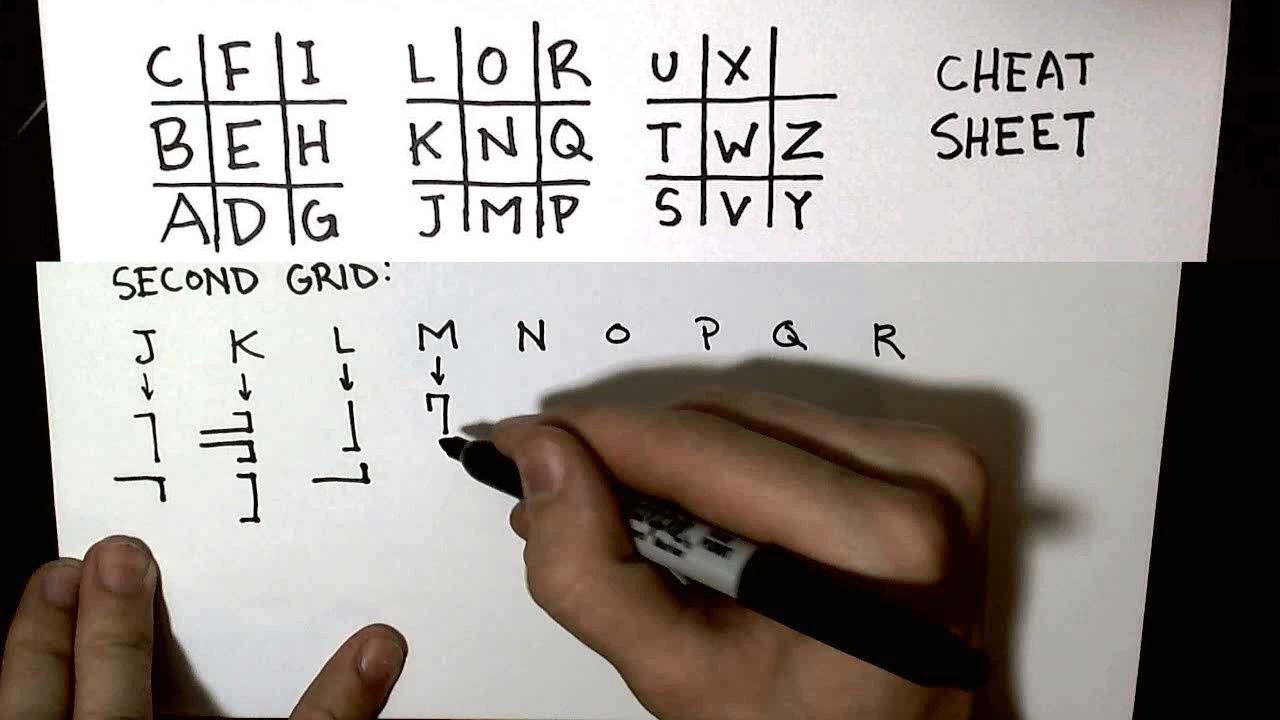 C F I L O R U X CHEAT
B E H K N Q T W Z SHEET
A D G J M P S V Y
SECOND GRID:
J K L M N O P Q R